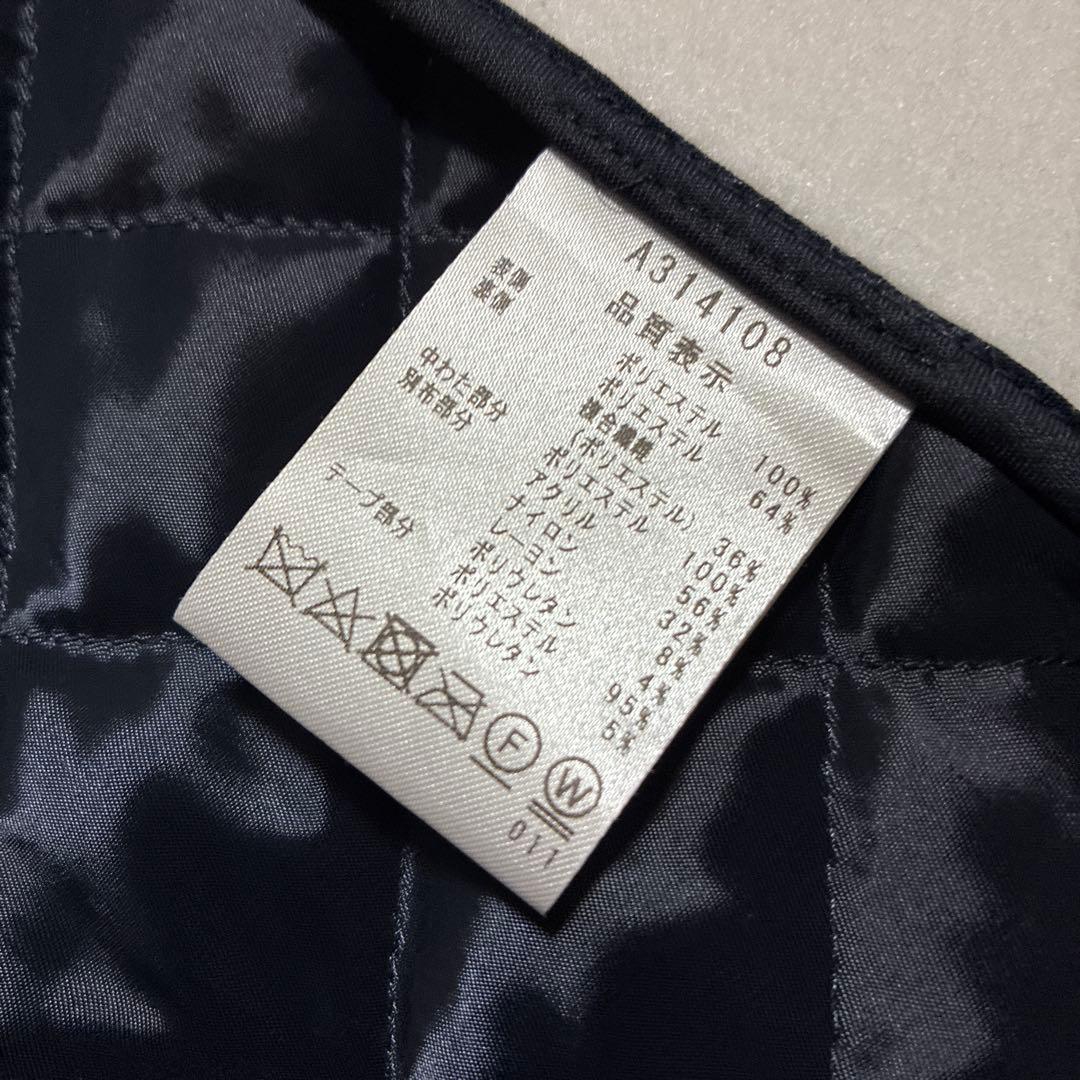 A314108
品質表示
表側 ポリエステル 100%
裏側 ポリエステル 64%
複合繊維
(ポリエステル) 36%
中わた部分 ポリエステル 100%
別布部分 アクリル 56%
ナイロン 32%
レーヨン 8%
ポリウレタン 4%
テープ部分 ポリエステル 95%
ポリウレタン 5%
F W
011